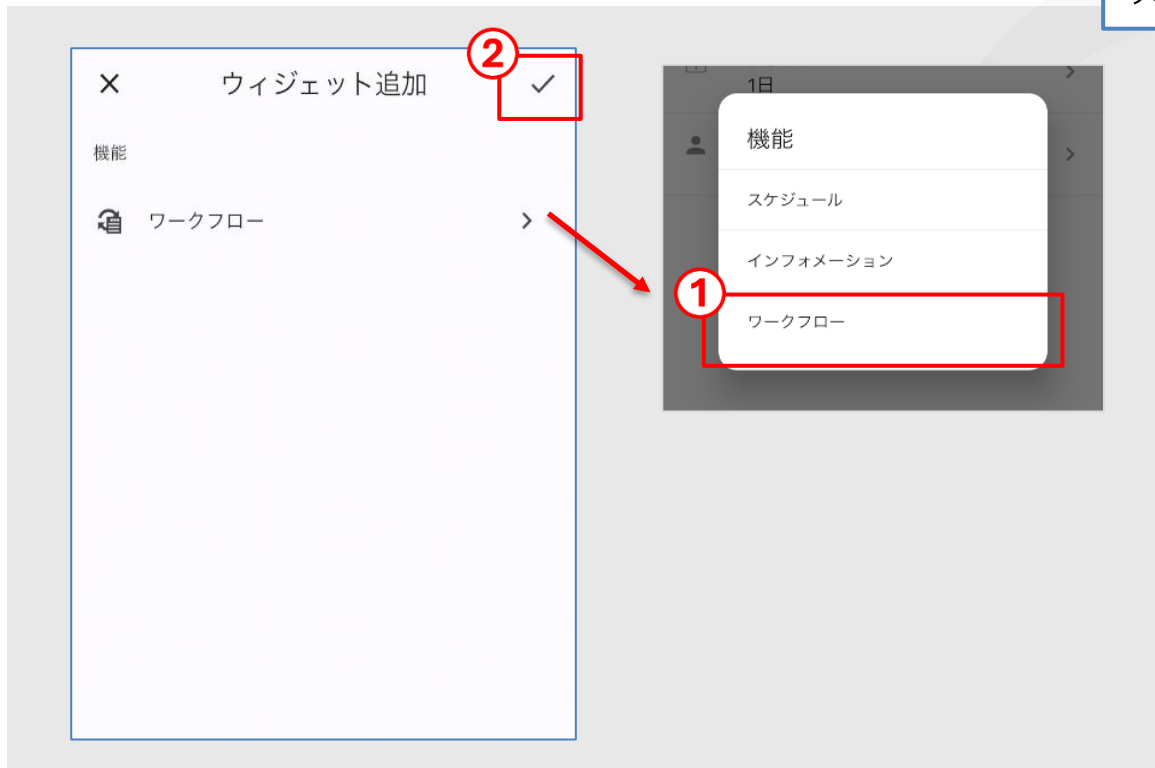 ②
ウィジェット追加
機能
ワークフロー
1日
機能
スケジュール
インフォメーション
①
ワークフロー